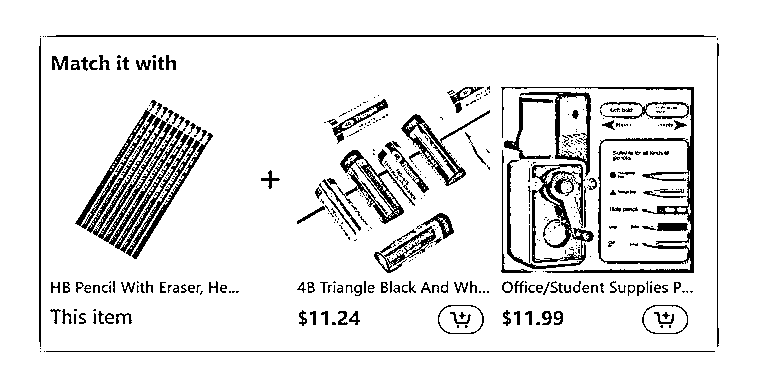 Match it with
+
HB Pencil With Eraser, He...
4B Triangle Black And Wh...
Office/Student Supplies P...
This item
$11.24
$11.99